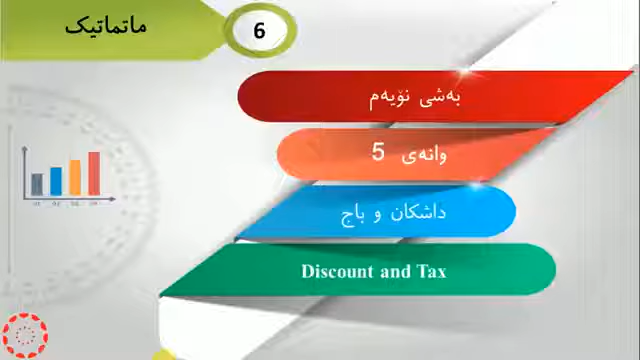 ماتماتیک
6
بەشی نۆیەم
وانەی 5
داشکان و باج
Discount and Tax